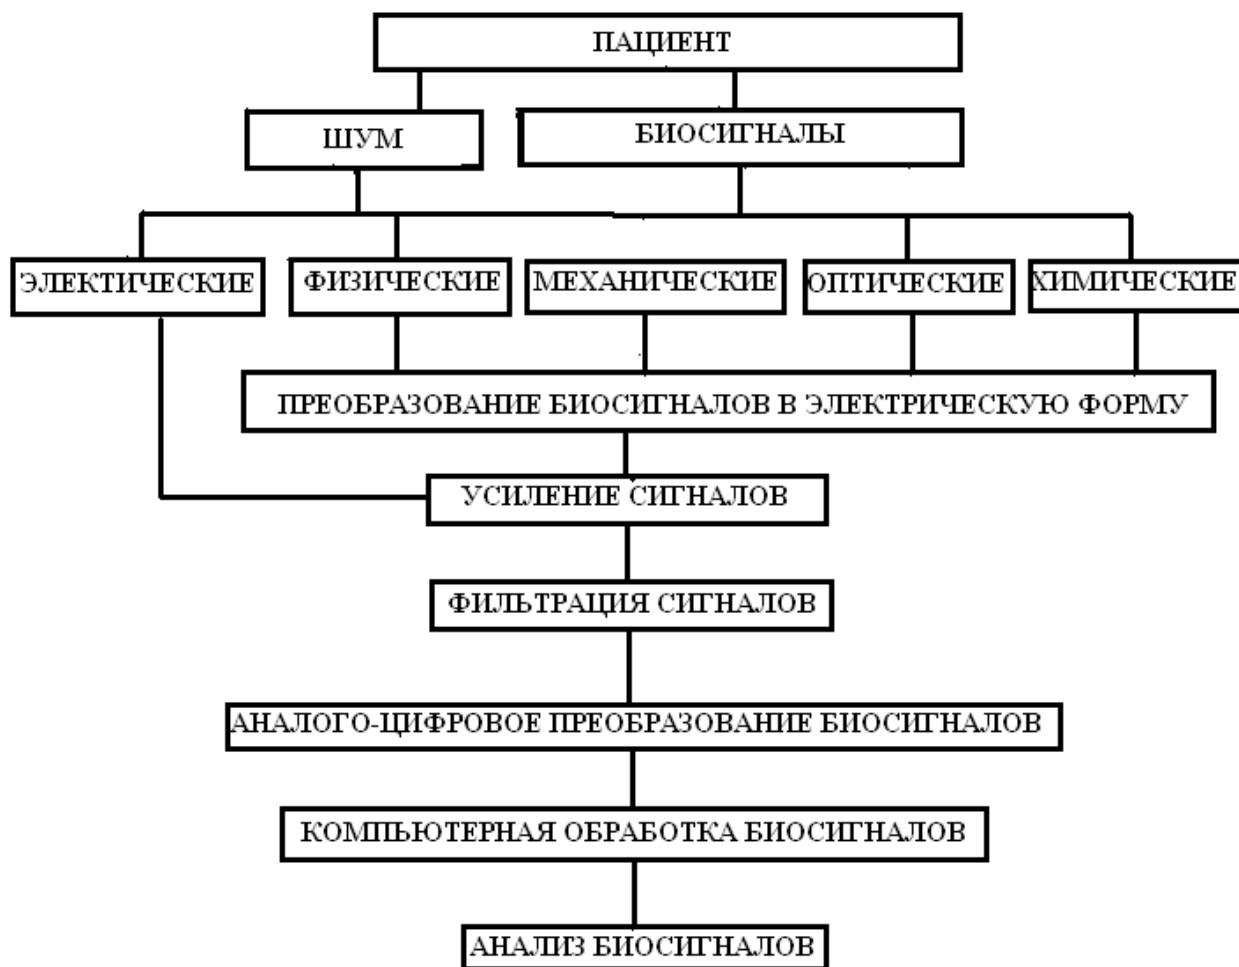 ПАЦИЕНТ
ШУМ
БИОСИГНАЛЫ
ЭЛЕКТИЧЕСКИЕ
ФИЗИЧЕСКИЕ
МЕХАНИЧЕСКИЕ
ОПТИЧЕСКИЕ
ХИМИЧЕСКИЕ
ПРЕОБРАЗОВАНИЕ БИОСИГНАЛОВ В ЭЛЕКТРИЧЕСКУЮ ФОРМУ
УСИЛЕНИЕ СИГНАЛОВ
ФИЛЬТРАЦИЯ СИГНАЛОВ
АНАЛОГО-ЦИФРОВОЕ ПРЕОБРАЗОВАНИЕ БИОСИГНАЛОВ
КОМПЬЮТЕРНАЯ ОБРАБОТКА БИОСИГНАЛОВ
АНАЛИЗ БИОСИГНАЛОВ